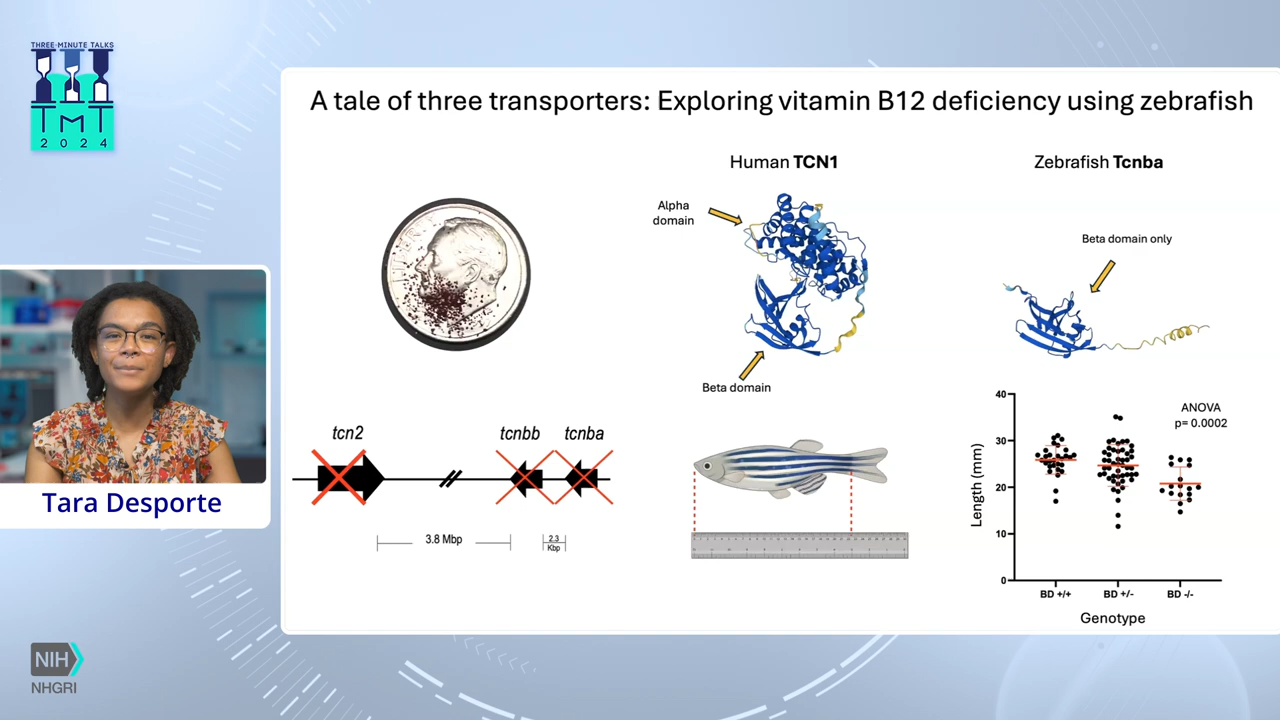 THREE-MINUTE TALKS
TMT
2024
A tale of three transporters: Exploring vitamin B12 deficiency using zebrafish
Human TCN1
Zebrafish Tcnba
Alpha
domain
Beta domain only
Beta domain
tcn2
tcnbb
tcnba
3.8 Mbp
2.3
Kbp
ANOVA
p= 0.0002
Length (mm)
40
30
20
10
0
BD +/+
BD +/-
BD -/-
Genotype
Tara Desporte
NIH
NHGRI